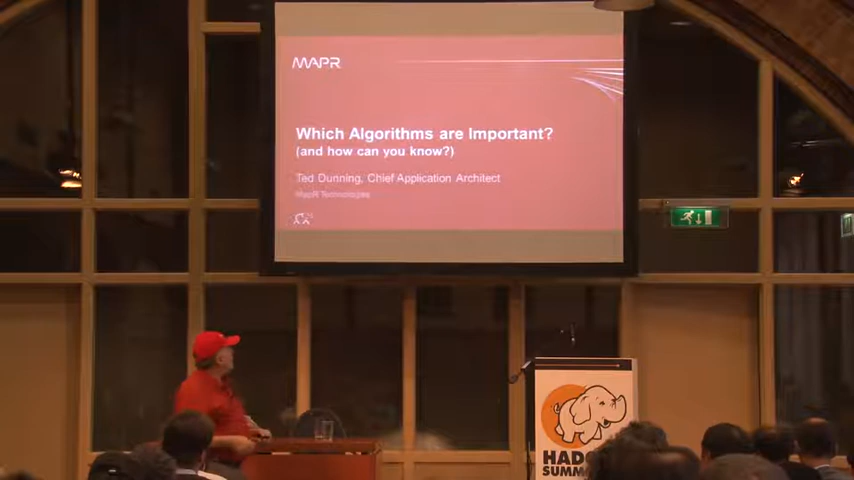 MAPR
Which Algorithms are Important?
(and how can you know?)
Ted Dunning, Chief Application Architect
MapR Technologies
HADO
SUMM